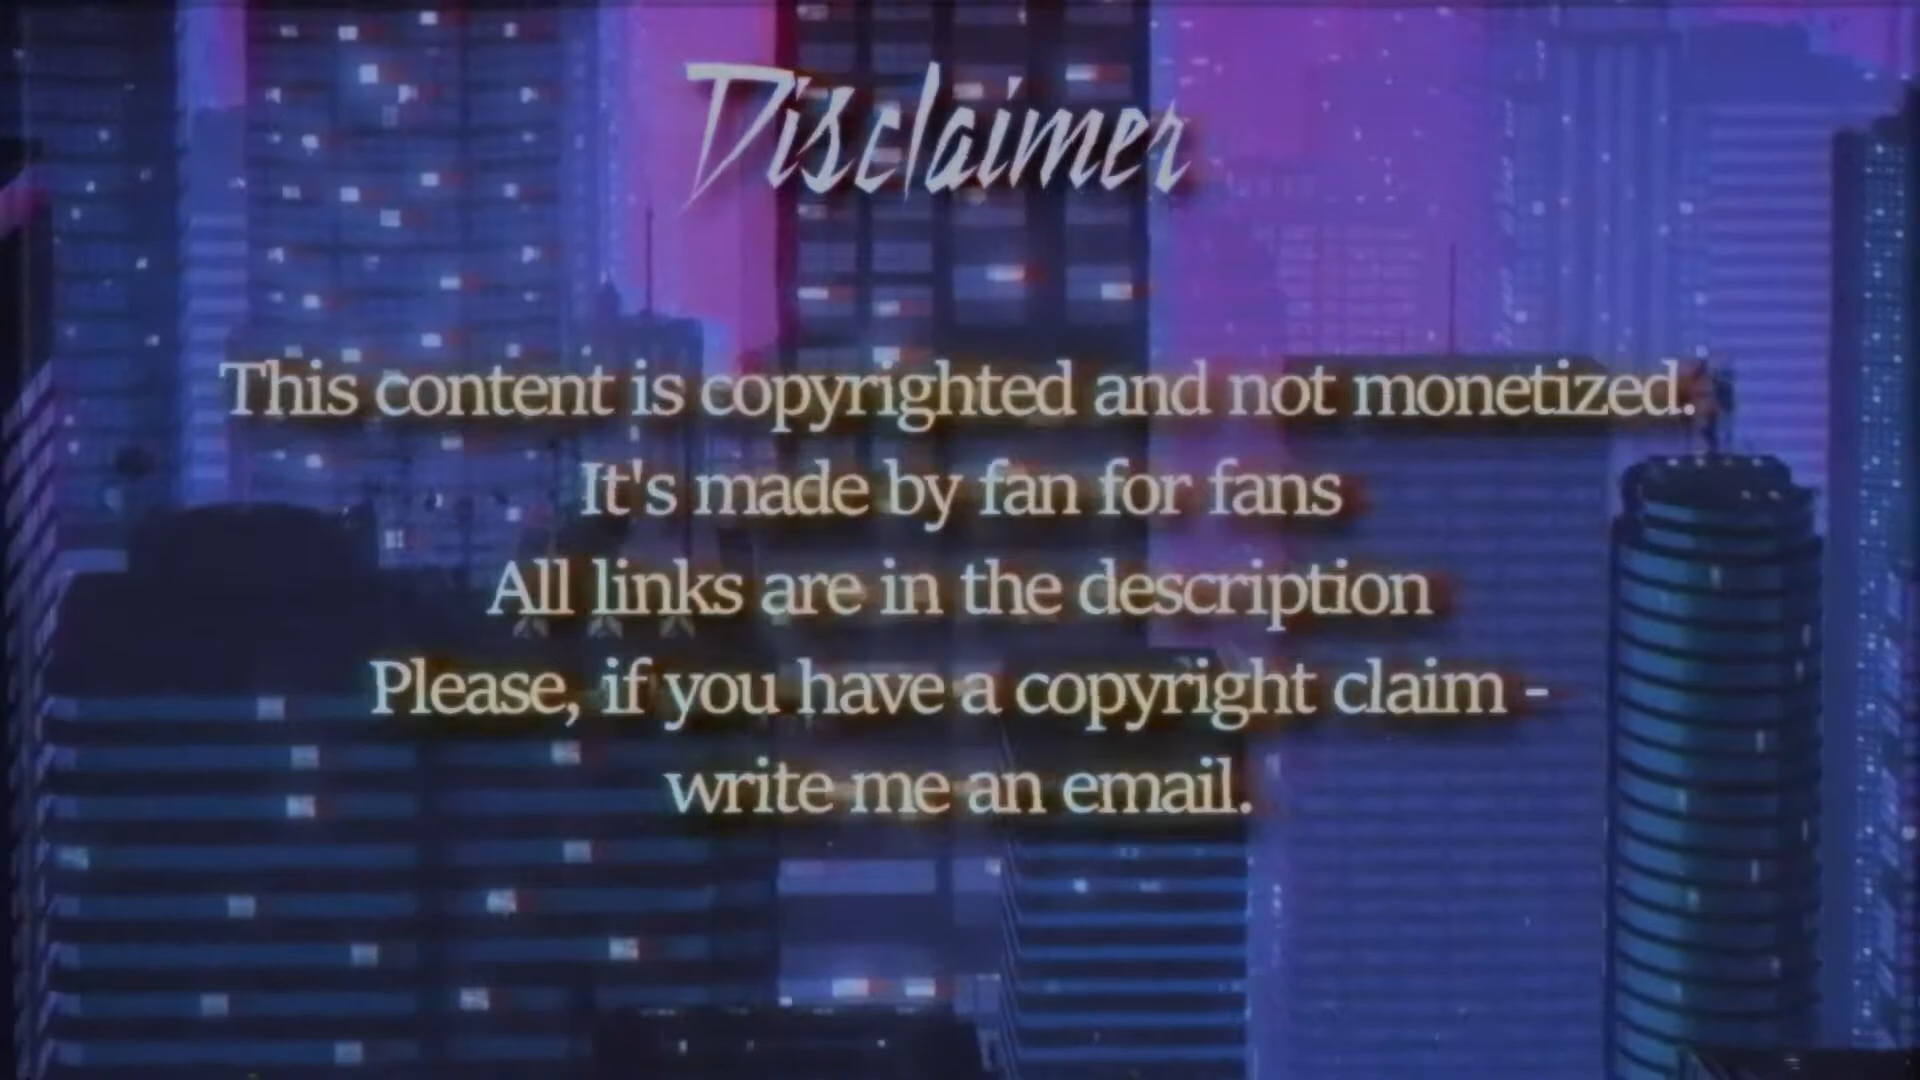 Disclaimer
This content is copyrighted and not monetized.
It's made by fan for fans
All links are in the description
Please, if you have a copyright claim -
write me an email.